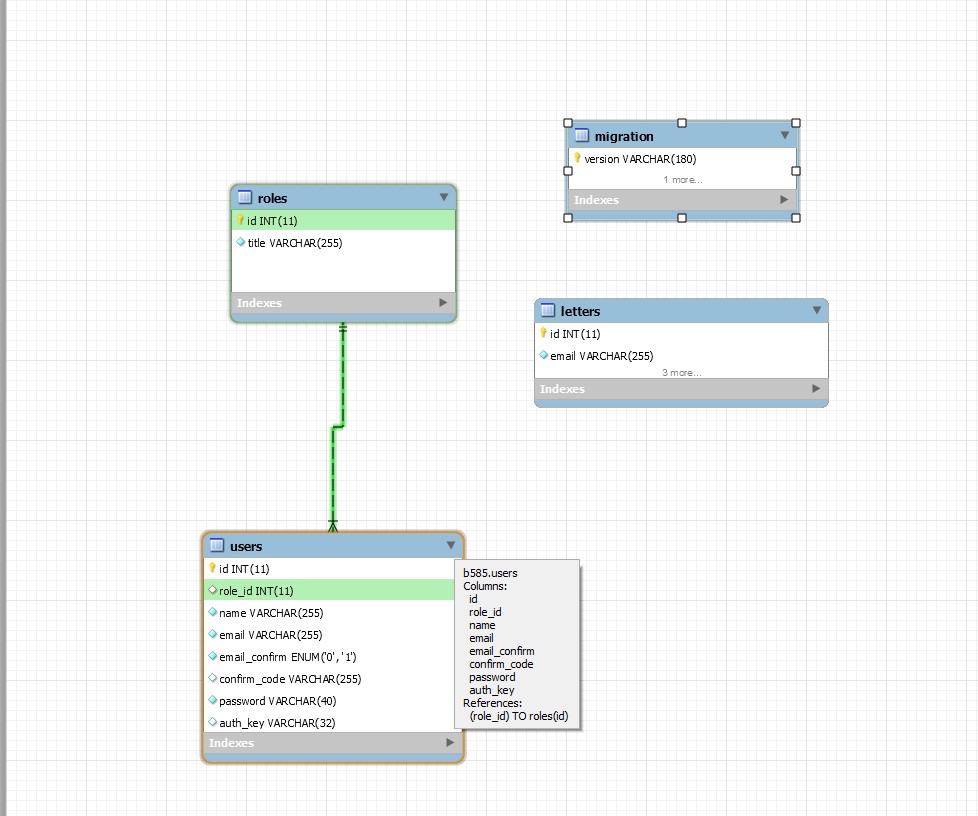 migration
version VARCHAR(180)
1 more...
Indexes
roles
id INT(11)
title VARCHAR(255)
Indexes
letters
id INT(11)
email VARCHAR(255)
3 more...
Indexes
users
id INT(11)
role_id INT(11)
name VARCHAR(255)
email VARCHAR(255)
email_confirm ENUM('0', '1')
confirm_code VARCHAR(255)
password VARCHAR(40)
auth_key VARCHAR(32)
Indexes
b585.users
Columns:
id
role_id
name
email
email_confirm
confirm_code
password
auth_key
References:
(role_id) TO roles(id)